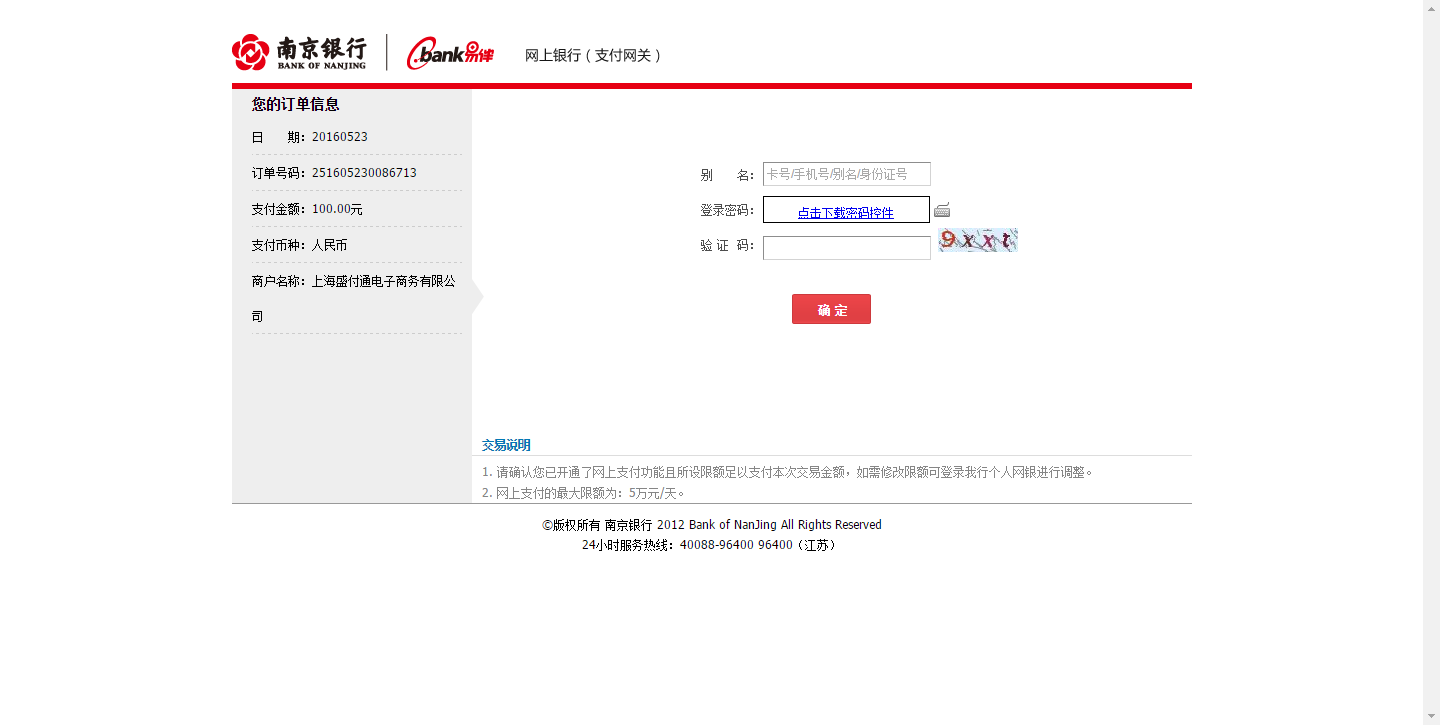 南京银行
BANK OF NANJING
e.bank易伴
网上银行（支付网关）
您的订单信息
日 期：20160523
订单号码：251605230086713
支付金额：100.00元
支付币种：人民币
商户名称：上海盛付通电子商务有限公
司
别 名：卡号/手机号/别名/身份证号
登录密码：点击下载密码控件
验 证 码：
9xxt
确 定
交易说明
1. 请确认您已开通了网上支付功能且所设限额足以支付本次交易金额，如需修改限额可登录我行个人网银进行调整。
2. 网上支付的最大限额为：5万元/天。
©版权所有 南京银行 2012 Bank of NanJing All Rights Reserved
24小时服务热线：40088-96400 96400（江苏）